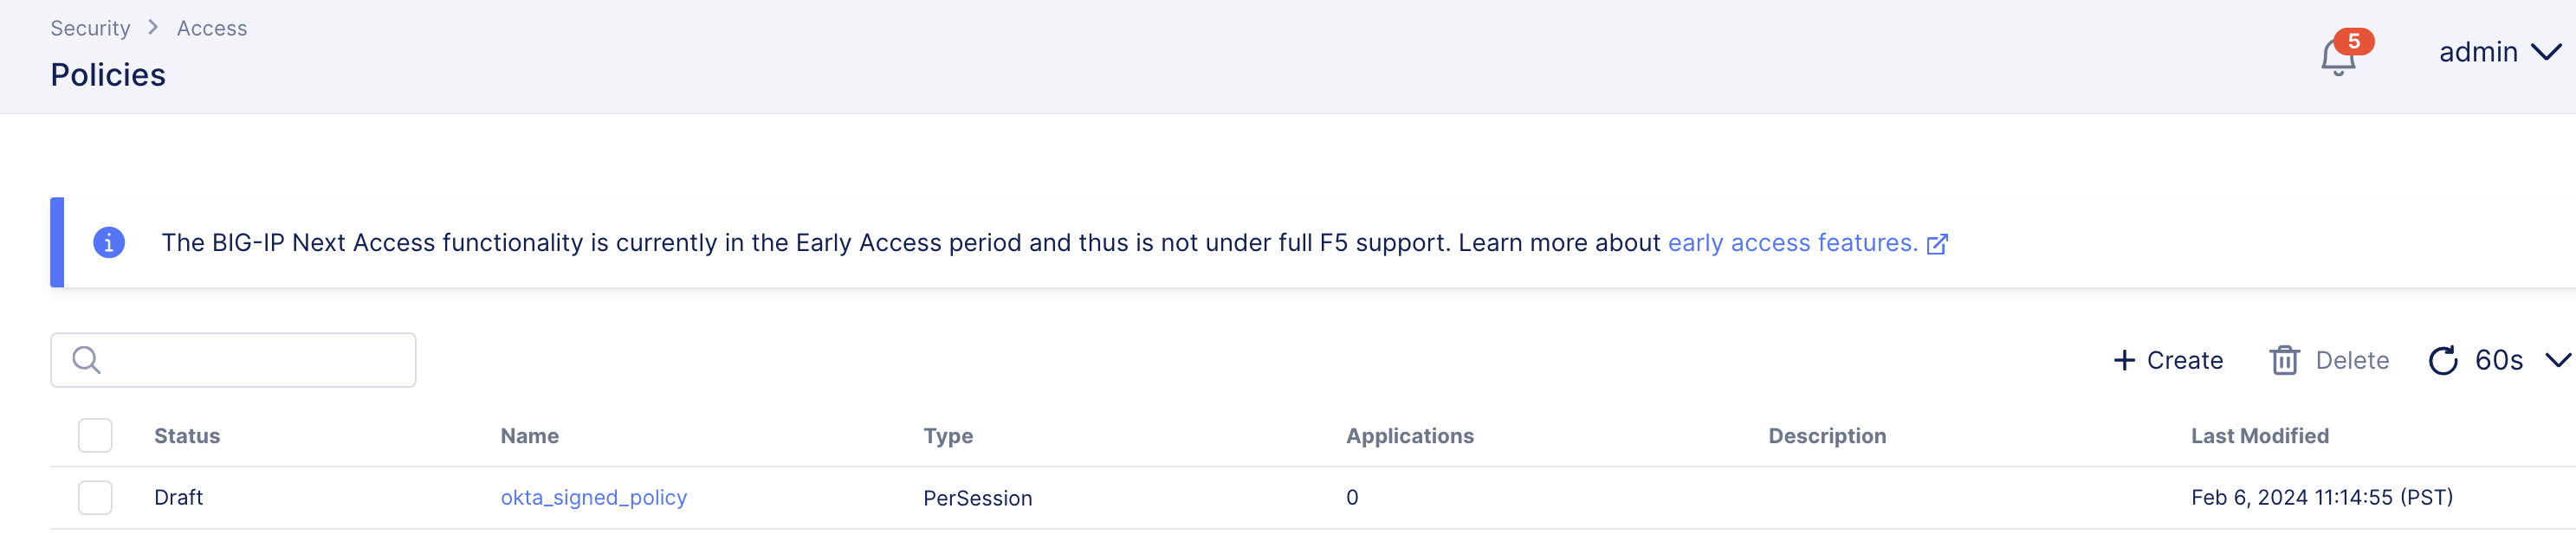 Security > Access
Policies
5
admin
The BIG-IP Next Access functionality is currently in the Early Access period and thus is not under full F5 support. Learn more about early access features.
+ Create Delete 60s
Status Name Type Applications Description Last Modified
Draft okta_signed_policy PerSession 0 Feb 6, 2024 11:14:55 (PST)